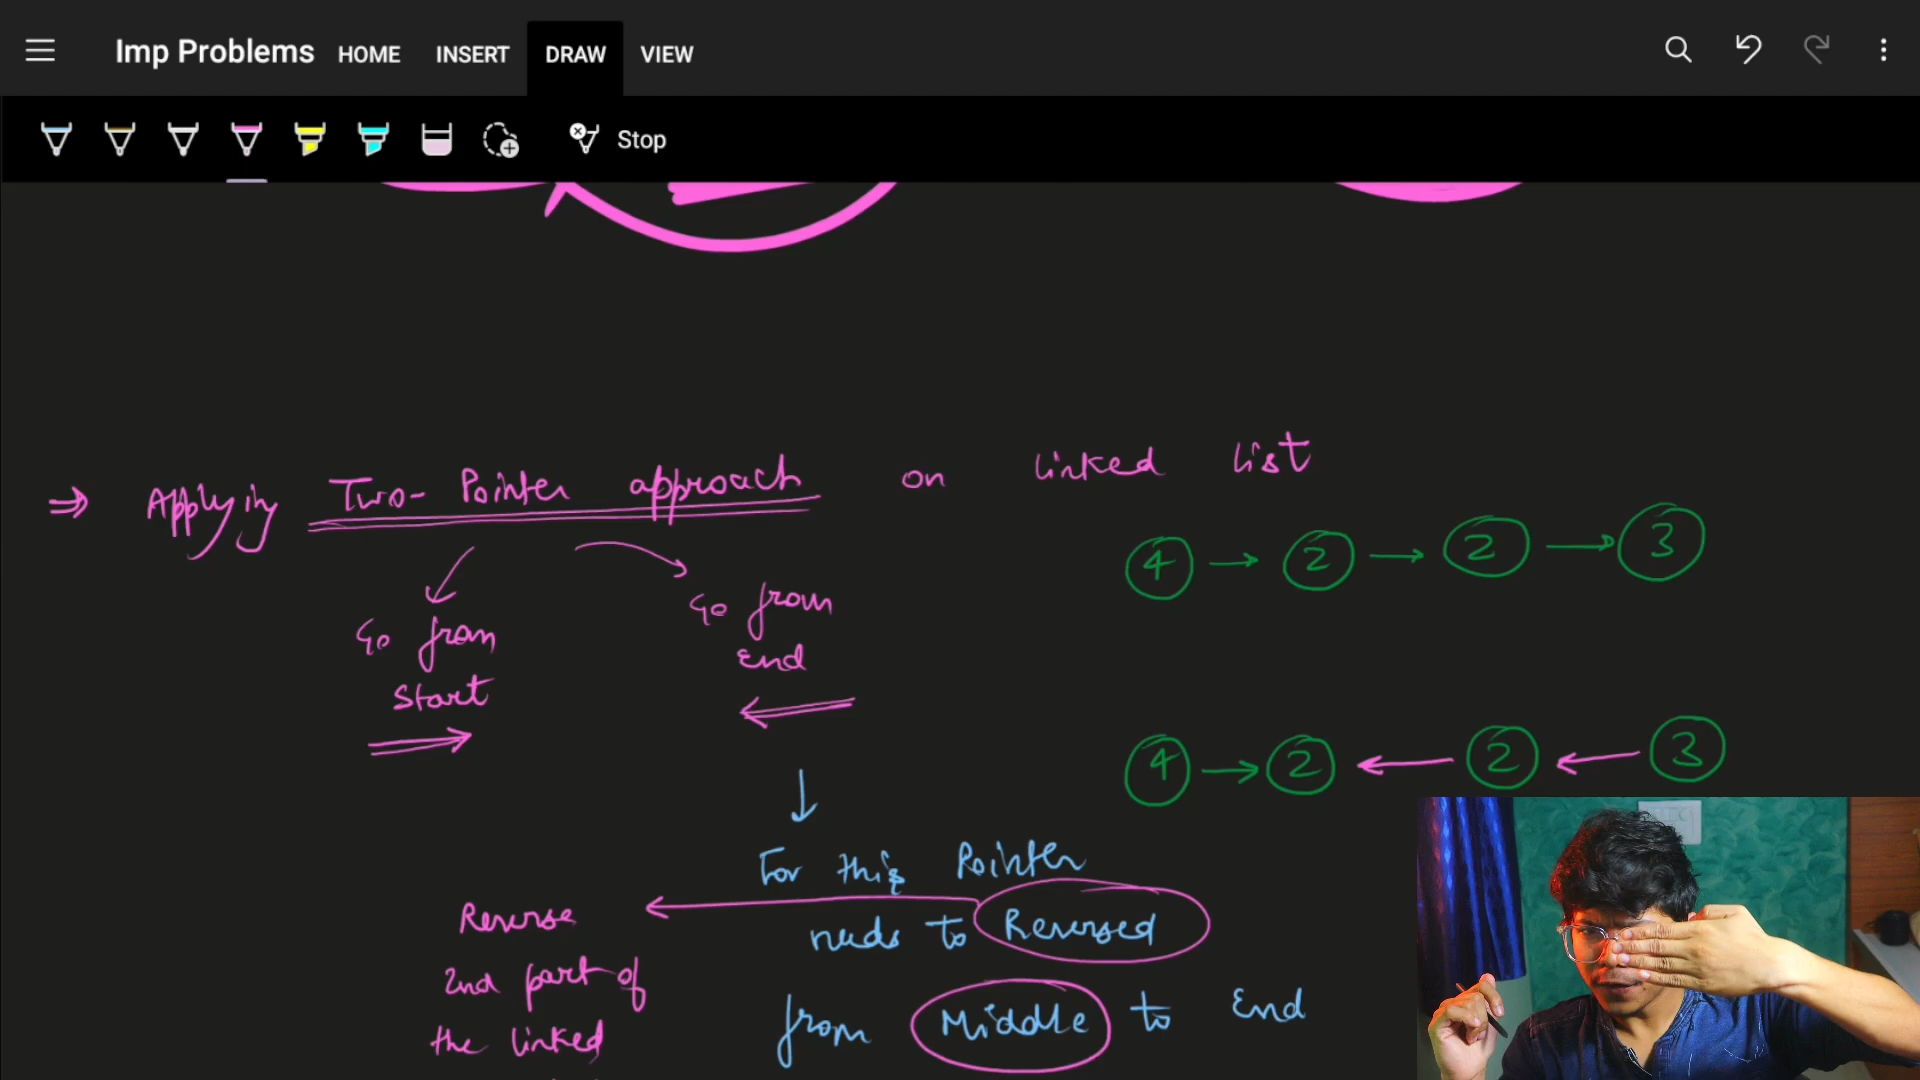 Imp Problems HOME INSERT DRAW VIEW
Stop
⇒ Applying Two-Pointer approach on linked list
4 → 2 → 2 → 3
Go from
Start
Go from
End
4 → 2 ← 2 ← 3
For this Pointer
needs to Reversed
from Middle to End
Reverse
2nd part of
the linked